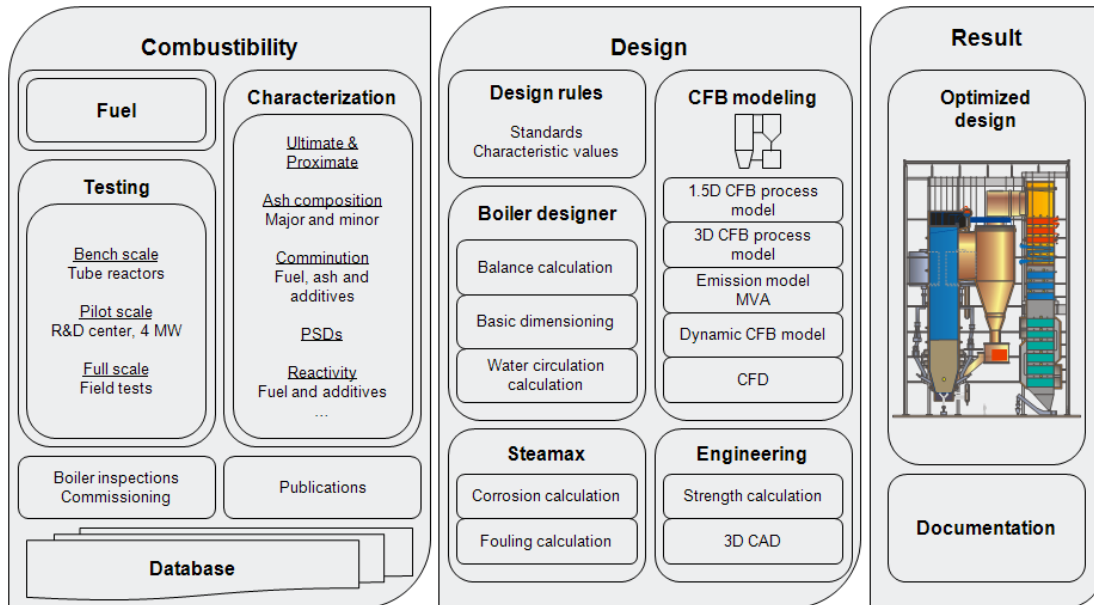 Combustibility
Fuel
Testing
Bench scale
Tube reactors
Pilot scale
R&D center, 4 MW
Full scale
Field tests
Characterization
Ultimate &
Proximate
Ash composition
Major and minor
Comminution
Fuel, ash and
additives
PSDs
Reactivity
Fuel and additives
...
Boiler inspections
Commissioning
Publications
Database
Design
Design rules
Standards
Characteristic values
Boiler designer
Balance calculation
Basic dimensioning
Water circulation
calculation
CFB modeling
1.5D CFB process
model
3D CFB process
model
Emission model
MVA
Dynamic CFB model
CFD
Steamax
Corrosion calculation
Fouling calculation
Engineering
Strength calculation
3D CAD
Result
Optimized
design
Documentation